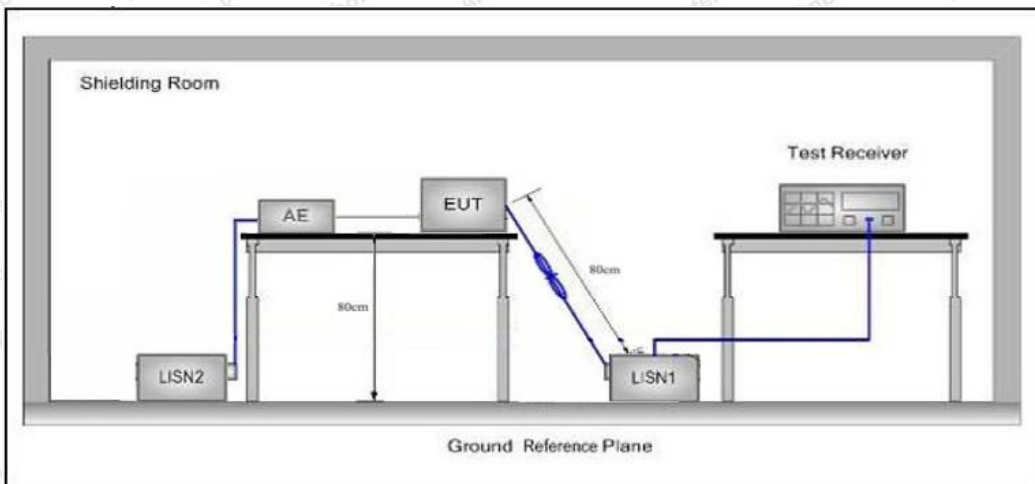 Shielding Room
Test Receiver
AE
EUT
80cm
80cm
LISN2
LISN1
Ground Reference Plane